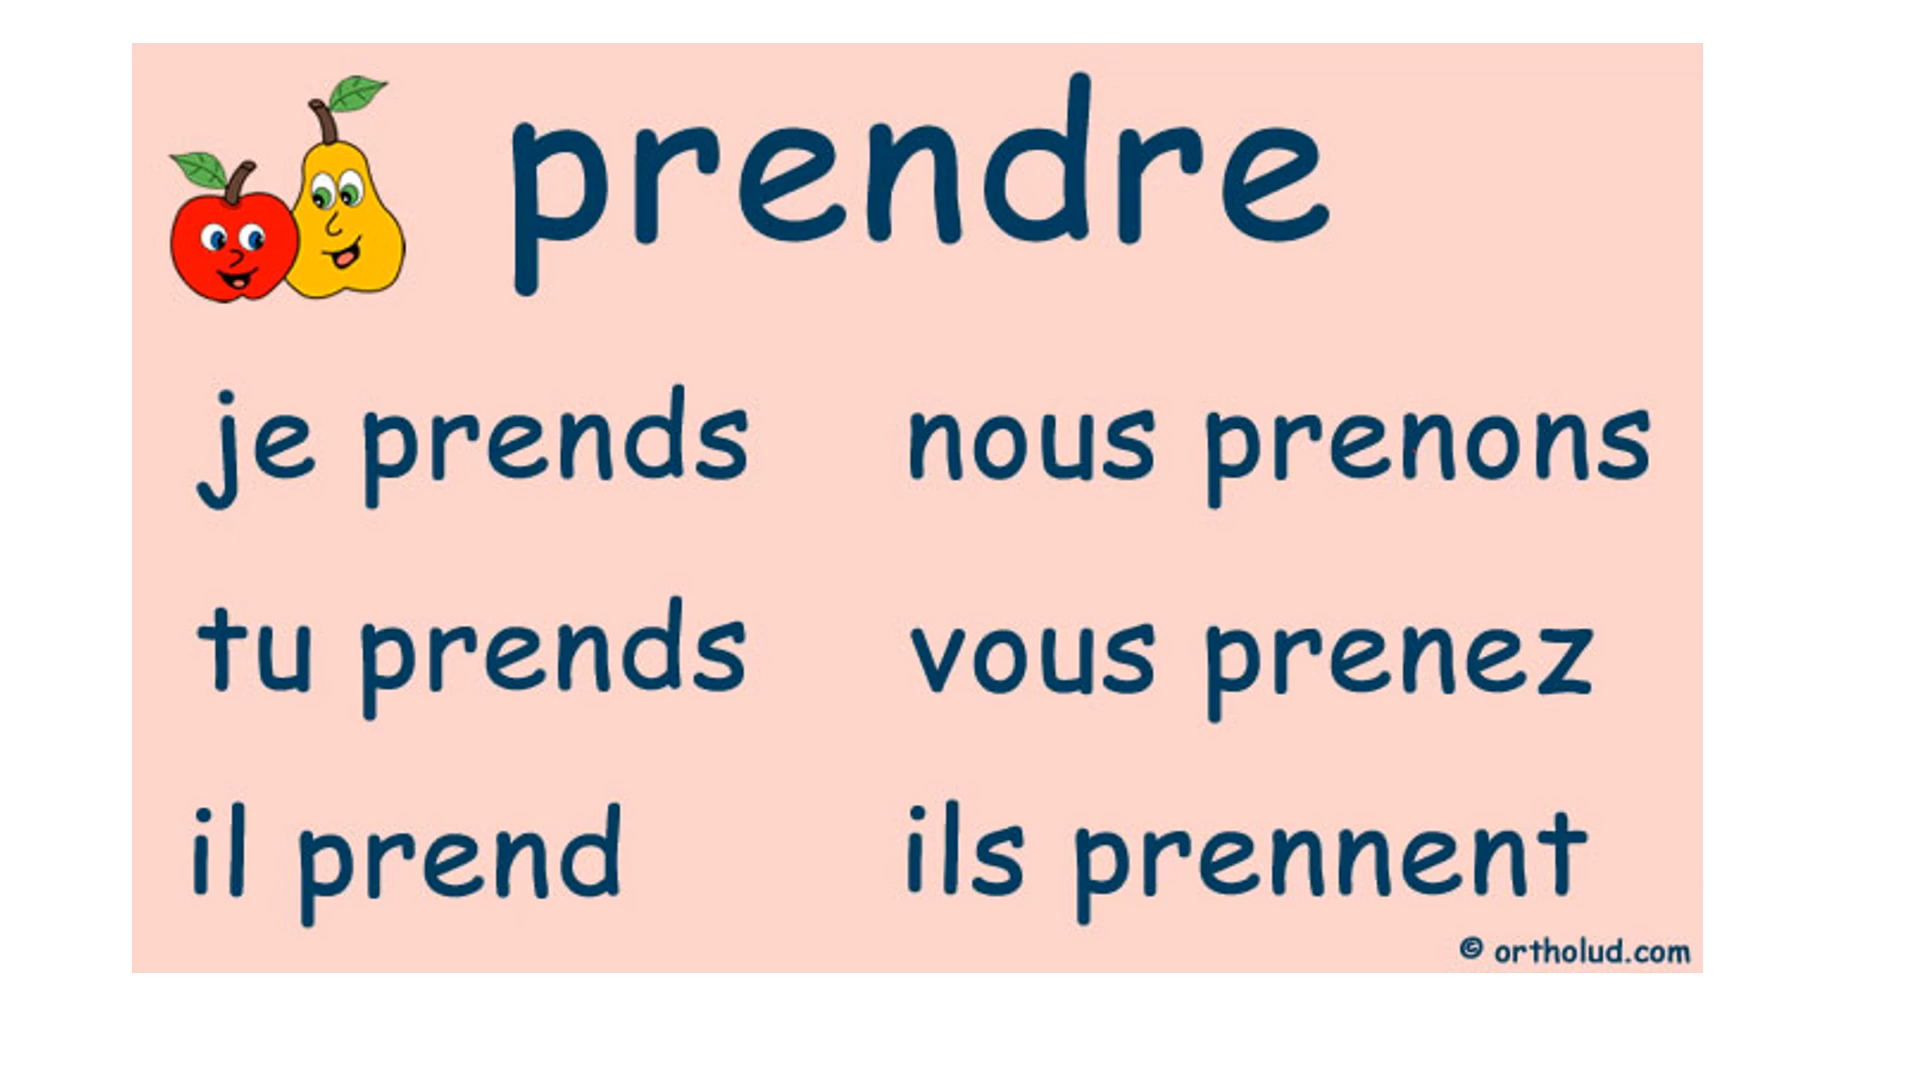 prendre
je prends
nous prenons
tu prends
vous prenez
il prend
ils prennent
© ortholud.com